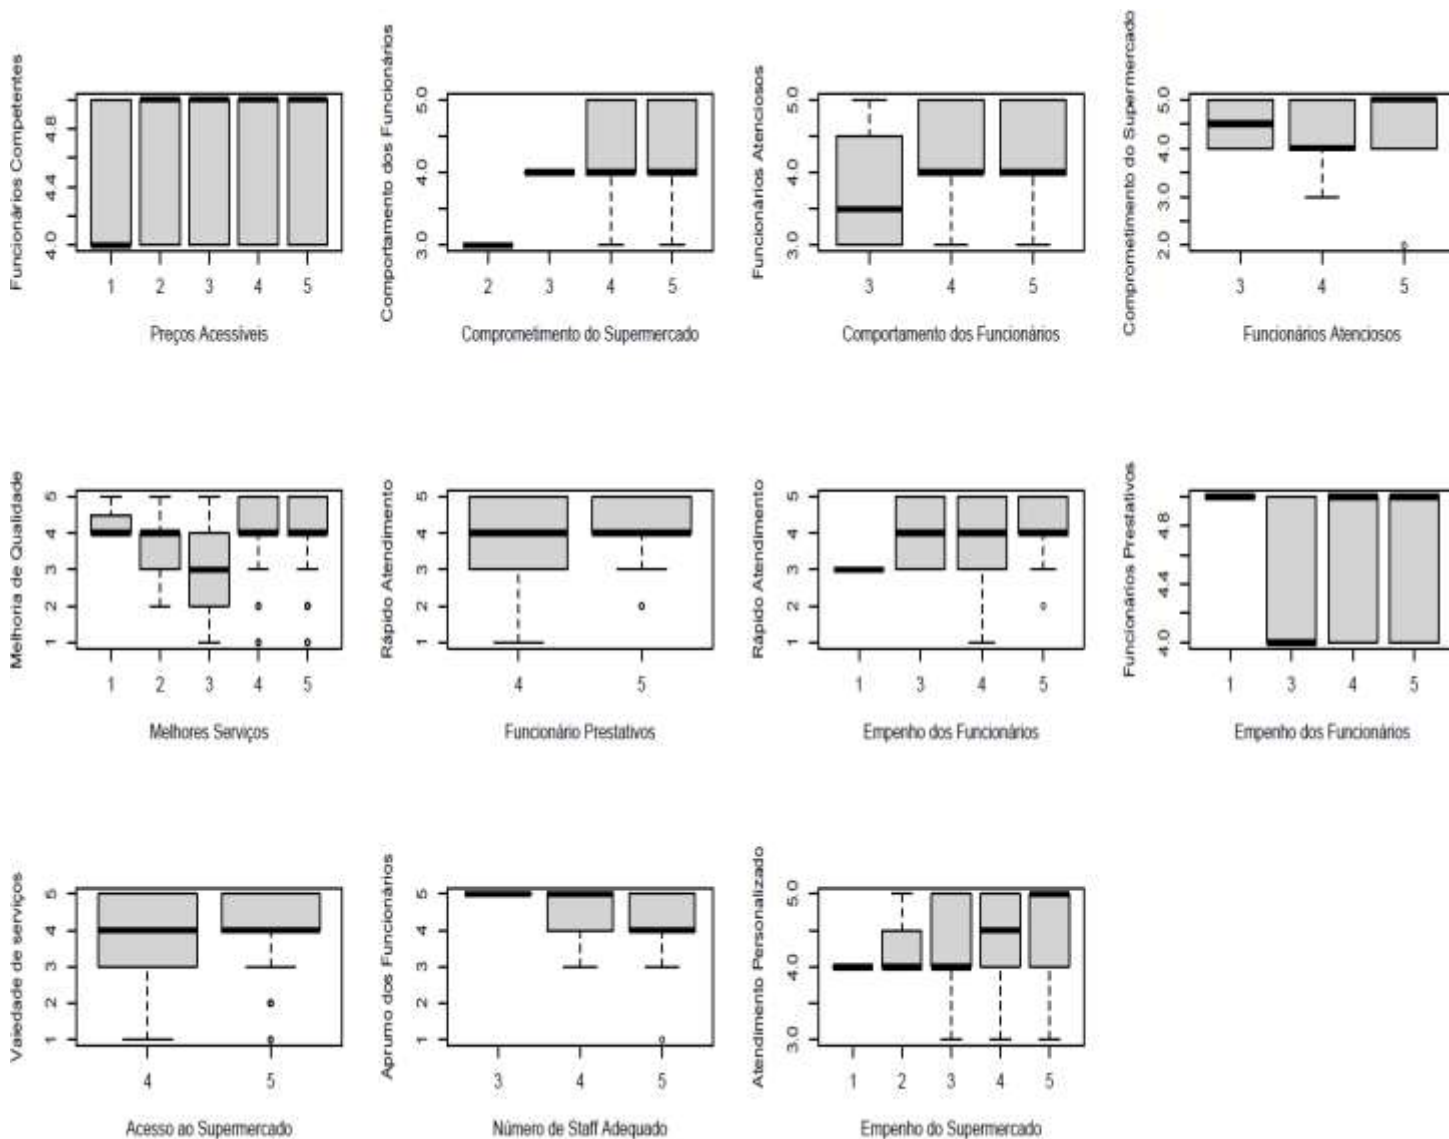 Funcionários Competentes
4.8
4.4
4.0
1 2 3 4 5
Preços Acessíveis
Comportamento dos Funcionários
5.0
4.0
3.0
2 3 4 5
Comprometimento do Supermercado
Funcionários Atenciosos
5.0
4.0
3.0
3 4 5
Comportamento dos Funcionários
Comprometimento do Supermercado
5.0
4.0
3.0
2.0
3 4 5
Funcionários Atenciosos
Melhoria de Qualidade
5
4
3
2
1
1 2 3 4 5
Melhores Serviços
Rápido Atendimento
5
4
3
2
1
4 5
Funcionário Prestativos
Rápido Atendimento
5
4
3
2
1
1 3 4 5
Empenho dos Funcionários
Funcionários Prestativos
4.8
4.4
4.0
1 3 4 5
Empenho dos Funcionários
Vaiedade de serviços
5
4
3
2
1
4 5
Acesso ao Supermercado
Aprumo dos Funcionários
5
4
3
2
1
3 4 5
Número de Staff Adequado
Atendimento Personalizado
5.0
4.0
3.0
1 2 3 4 5
Empenho do Supermercado